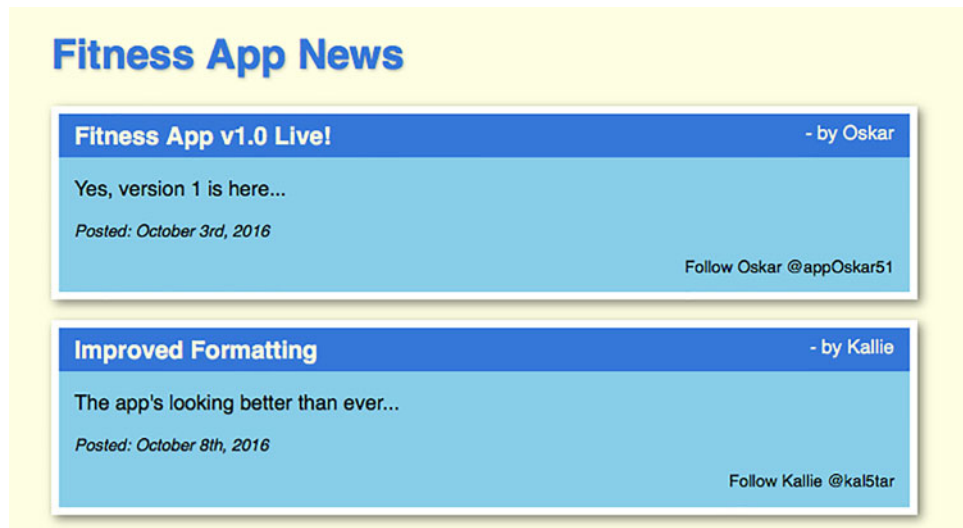 Fitness App News
Fitness App v1.0 Live!
- by Oskar
Yes, version 1 is here...
Posted: October 3rd, 2016
Follow Oskar @appOskar51
Improved Formatting
- by Kallie
The app's looking better than ever...
Posted: October 8th, 2016
Follow Kallie @kal5tar